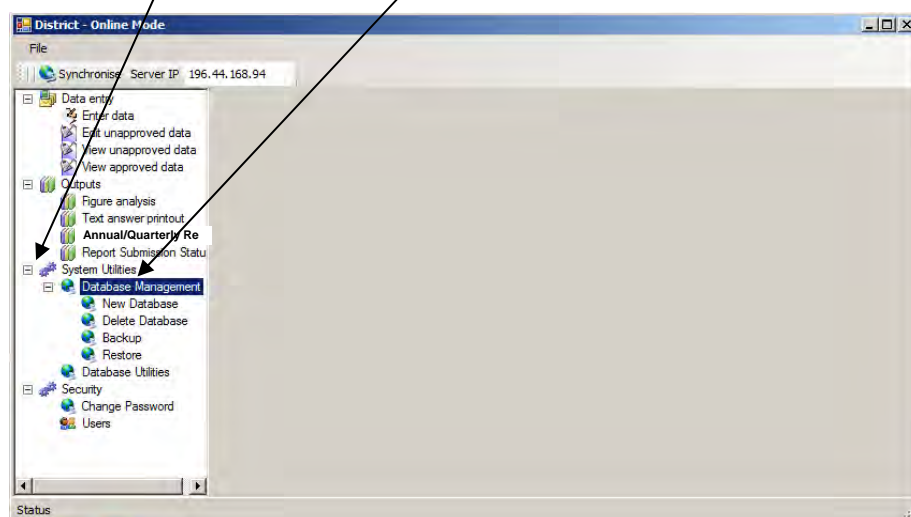 District - Online Mode
File
Synchronise Server IP 196.44.168.94
Data entry
Enter data
Edit unapproved data
View unapproved data
View approved data
Outputs
Figure analysis
Text answer printout
Annual/Quarterly Re
Report Submission Statu
System Utilities
Database Management
New Database
Delete Database
Backup
Restore
Database Utilities
Security
Change Password
Users
Status